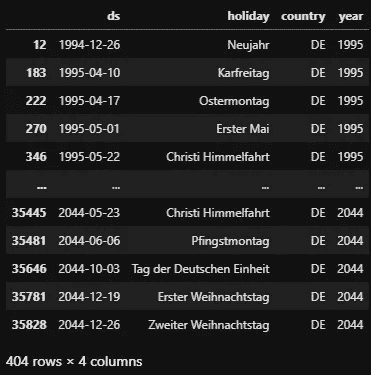 ds holiday country year
12 1994-12-26 Neujahr DE 1995
183 1995-04-10 Karfreitag DE 1995
222 1995-04-17 Ostermontag DE 1995
270 1995-05-01 Erster Mai DE 1995
346 1995-05-22 Christi Himmelfahrt DE 1995
... ... ... ... ...
35445 2044-05-23 Christi Himmelfahrt DE 2044
35481 2044-06-06 Pfingstmontag DE 2044
35646 2044-10-03 Tag der Deutschen Einheit DE 2044
35781 2044-12-19 Erster Weihnachtstag DE 2044
35828 2044-12-26 Zweiter Weihnachtstag DE 2044
404 rows × 4 columns